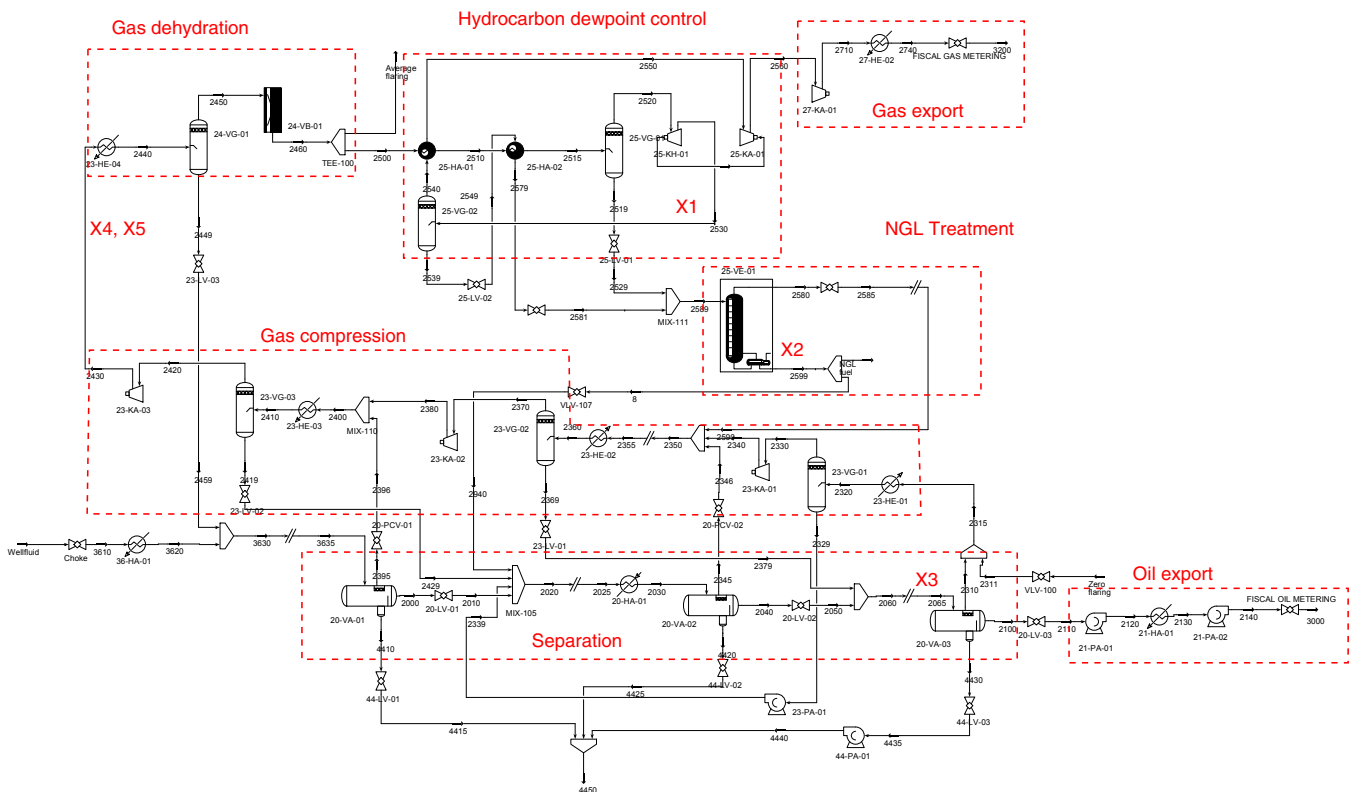 Hydrocarbon dewpoint control
Gas dehydration
2710
2740
3200
FISCAL GAS METERING
27-HE-02
2550
2560
Average
flaring
27-KA-01
Gas export
2450
24-VG-01
24-VB-01
2520
2460
TEE-100
2500
23-HE-04
2440
25-HA-01
2510
25-HA-02
2515
25-VG-01
25-KH-01
25-KA-01
2540
2549
2579
25-VG-02
X1
2519
2530
X4, X5
2449
NGL Treatment
23-LV-03
2539
25-LV-02
25-LV-01
25-VE-01
2529
2580
2585
2581
MIX-111
2589
Gas compression
X2
2599
NGL
fuel
2430
2420
23-KA-03
23-VG-03
2410
23-HE-03
2400
MIX-110
2380
23-KA-02
VLV-107
8
2370
23-VG-02
2360
23-HE-02
2355
2350
2340
2330
23-KA-01
23-VG-01
2320
23-HE-01
2459
2419
23-LV-02
2396
2940
2369
2346
20-PCV-01
20-PCV-02
23-LV-01
2329
2315
Wellfluid
Choke
3610
36-HA-01
3620
3630
3635
2395
2429
2345
2379
X3
2310
2311
VLV-100
Zero
flaring
Oil export
20-VA-01
2000
20-LV-01
2010
MIX-105
2020
2025
20-HA-01
2030
20-VA-02
2040
20-LV-02
2050
2060
2065
20-VA-03
2100
20-LV-03
2110
21-PA-01
2120
21-HA-01
2130
21-PA-02
2140
FISCAL OIL METERING
3000
2339
4410
Separation
4420
4430
44-LV-01
44-LV-02
4425
23-PA-01
44-LV-03
4415
4440
44-PA-01
4435
4450